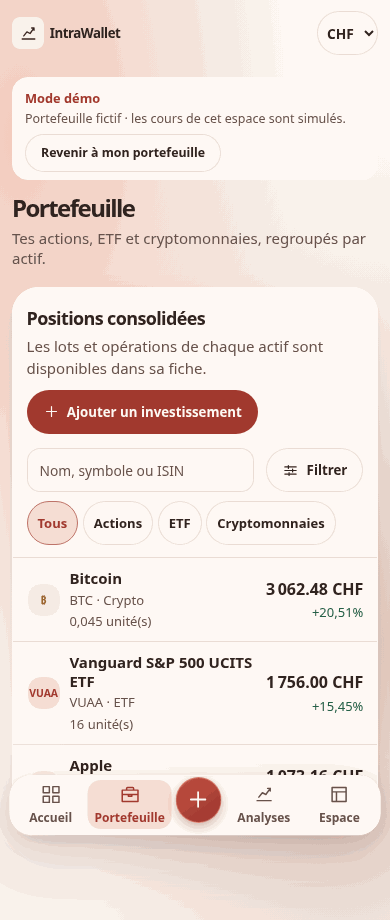 IntraWallet
CHF
Mode démo
Portefeuille fictif · les cours de cet espace sont simulés.
Revenir à mon portefeuille
Portefeuille
Tes actions, ETF et cryptomonnaies, regroupés par
actif.
Positions consolidées
Les lots et opérations de chaque actif sont
disponibles dans sa fiche.
Ajouter un investissement
Nom, symbole ou ISIN
Filtrer
Tous
Actions
ETF
Cryptomonnaies
Bitcoin
BTC · Crypto
0,045 unité(s)
3 062.48 CHF
+20,51%
VUAA
Vanguard S&P 500 UCITS
ETF
VUAA · ETF
16 unité(s)
1 756.00 CHF
+15,45%
Apple
Accueil
Portefeuille
Analyses
Espace